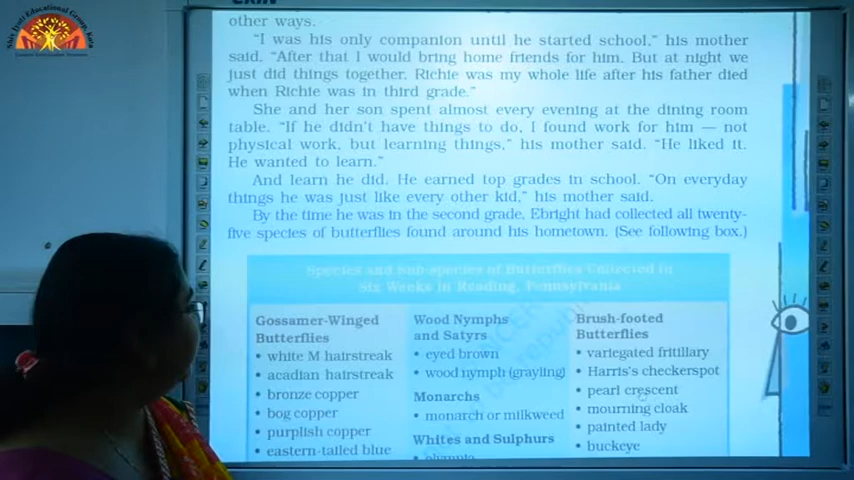 other ways.
"I was his only companion until he started school," his mother
said. "After that I would bring home friends for him. But at night we
just did things together. Richie was my whole life after his father died
when Richie was in third grade."
She and her son spent almost every evening at the dining room
table. "If he didn't have things to do, I found work for him — not
physical work, but learning things," his mother said. "He liked it.
He wanted to learn."
And learn he did. He earned top grades in school. "On everyday
things he was just like every other kid," his mother said.
By the time he was in the second grade, Ebright had collected all twenty-
five species of butterflies found around his hometown. (See following box.)
Species and Sub-species of Butterflies Collected in
Six Weeks in Reading, Pennsylvania
Gossamer-Winged
Butterflies
• white M hairstreak
• acadian hairstreak
• bronze copper
• bog copper
• purplish copper
• eastern-tailed blue
Wood Nymphs
and Satyrs
• eyed brown
• wood nymph (grayling)
Monarchs
• monarch or milkweed
Whites and Sulphurs
• olympia
Brush-footed
Butterflies
• variegated fritillary
• Harris's checkerspot
• pearl crescent
• mourning cloak
• painted lady
• buckeye